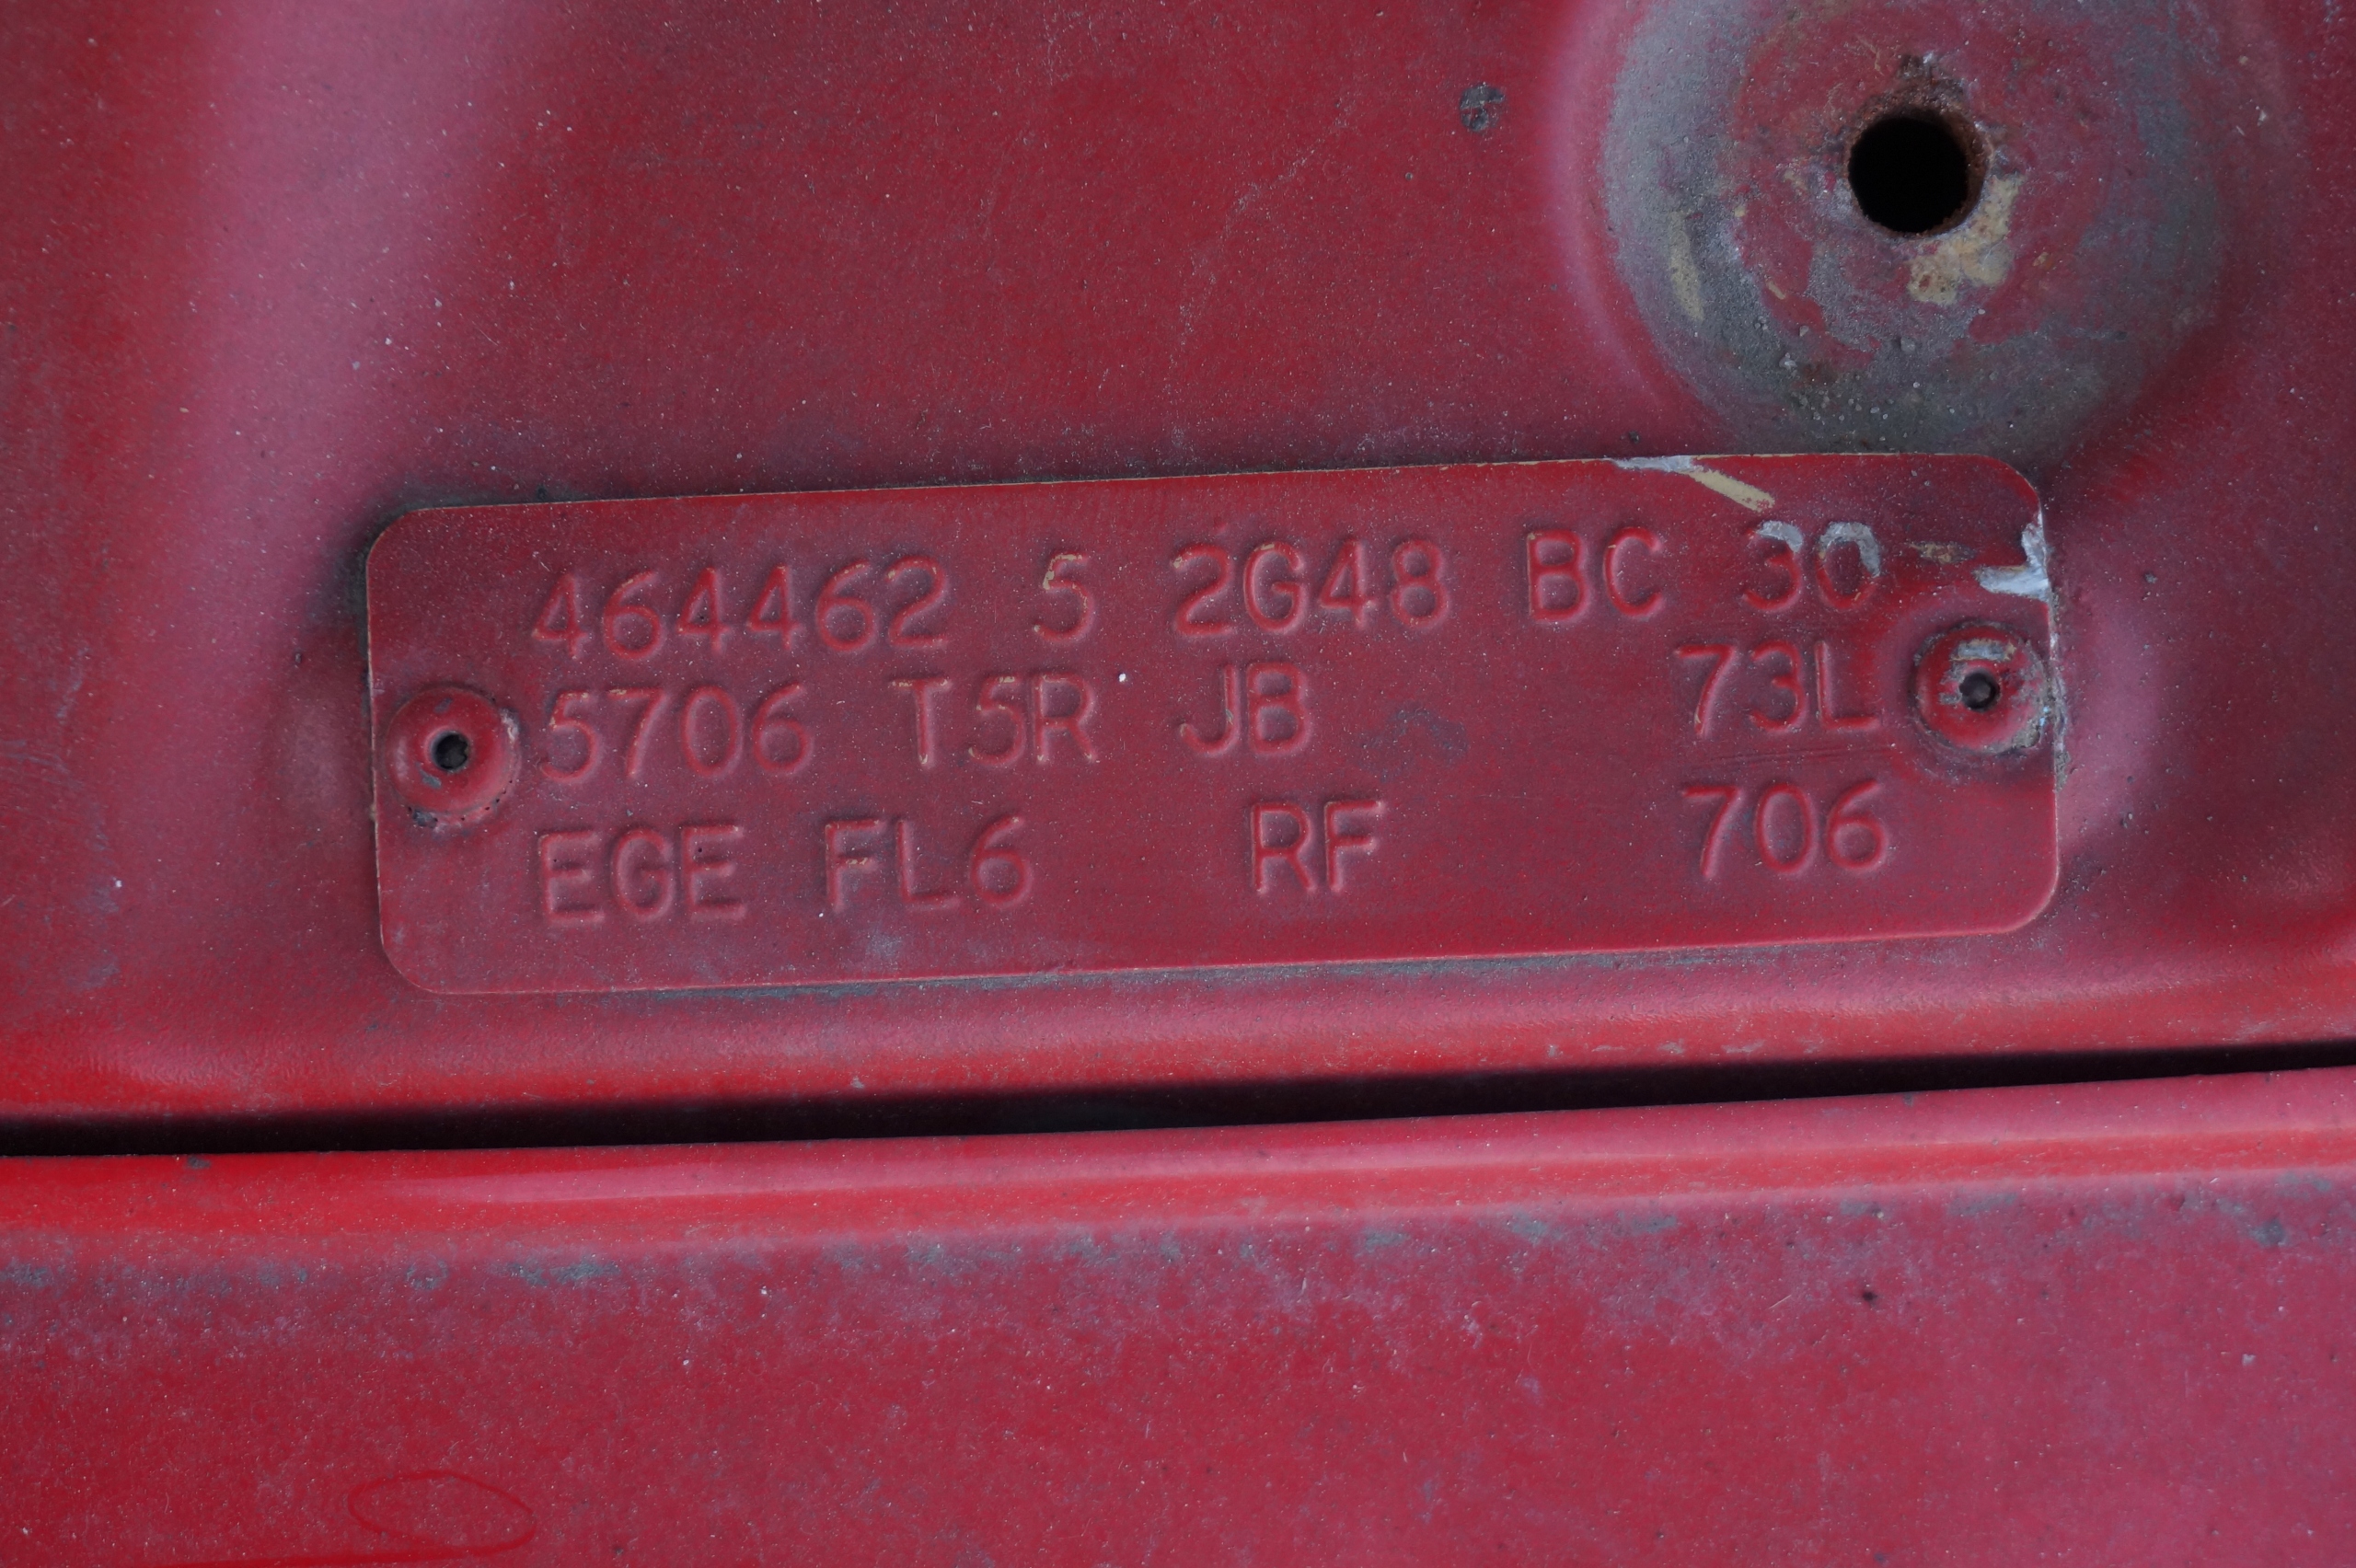 464462 5 2G48 BC 30
5706 T5R JB 73L
EGE FL6 RF 706